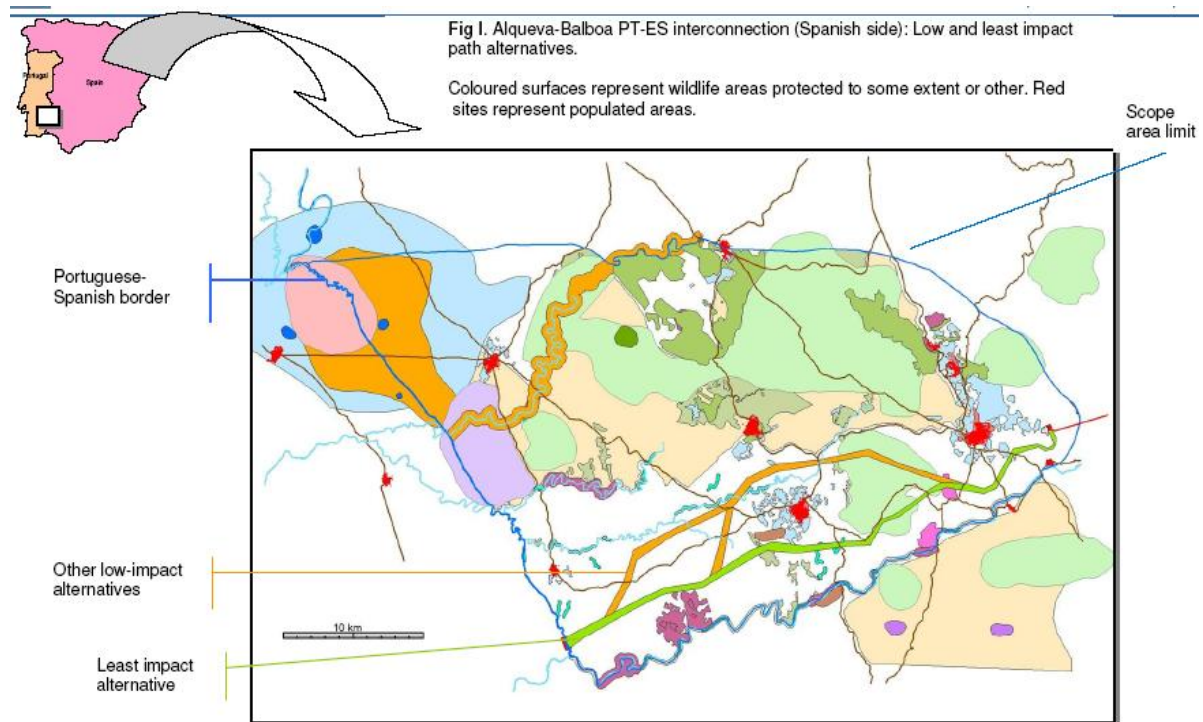 Fig I. Alqueva-Balboa PT-ES interconnection (Spanish side): Low and least impact
path alternatives.
Coloured surfaces represent wildlife areas protected to some extent or other. Red
sites represent populated areas.
Portugal
Spain
Scope
area limit
Portuguese-
Spanish border
Other low-impact
alternatives
10 km
Least impact
alternative